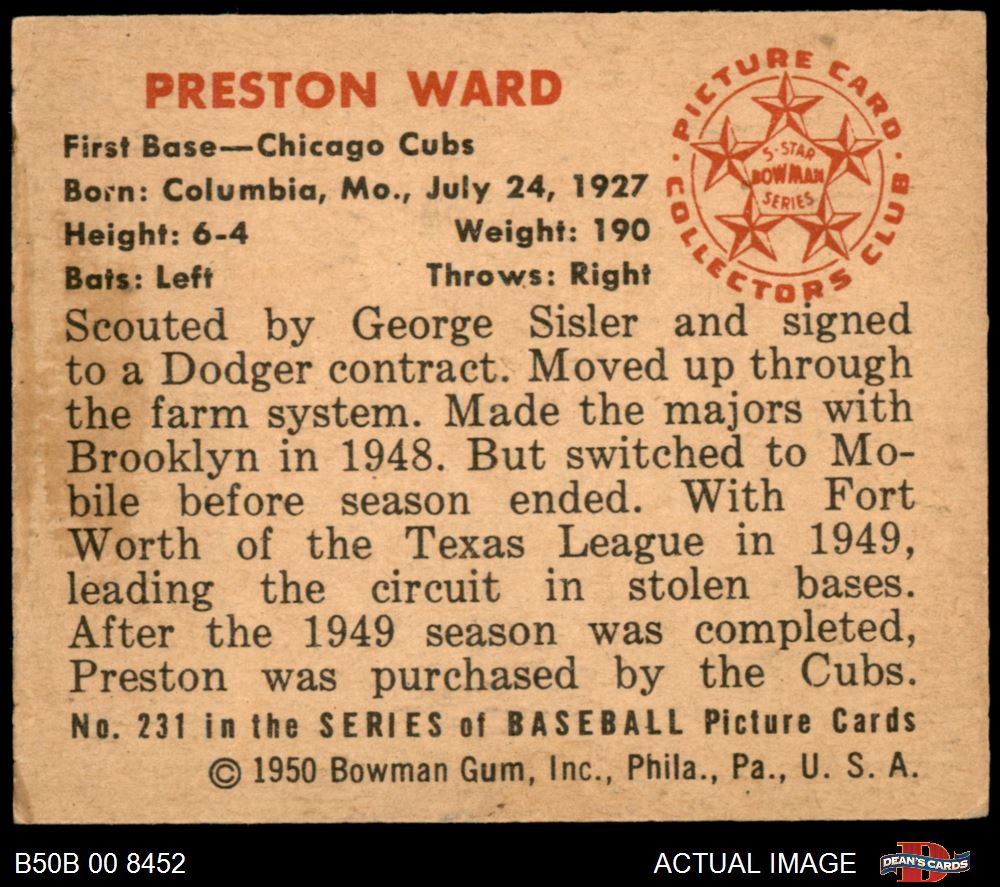 PRESTON WARD
First Base—Chicago Cubs
Born: Columbia, Mo., July 24, 1927
Height: 6-4 Weight: 190
Bats: Left Throws: Right
· PICTURE CARD · COLLECTORS CLUB
5-STAR
BOWMAN
SERIES
Scouted by George Sisler and signed
to a Dodger contract. Moved up through
the farm system. Made the majors with
Brooklyn in 1948. But switched to Mo-
bile before season ended. With Fort
Worth of the Texas League in 1949,
leading the circuit in stolen bases.
After the 1949 season was completed,
Preston was purchased by the Cubs.
No. 231 in the SERIES of BASEBALL Picture Cards
© 1950 Bowman Gum, Inc., Phila., Pa., U. S. A.
B50B 00 8452 ACTUAL IMAGE DEAN'S CARDS